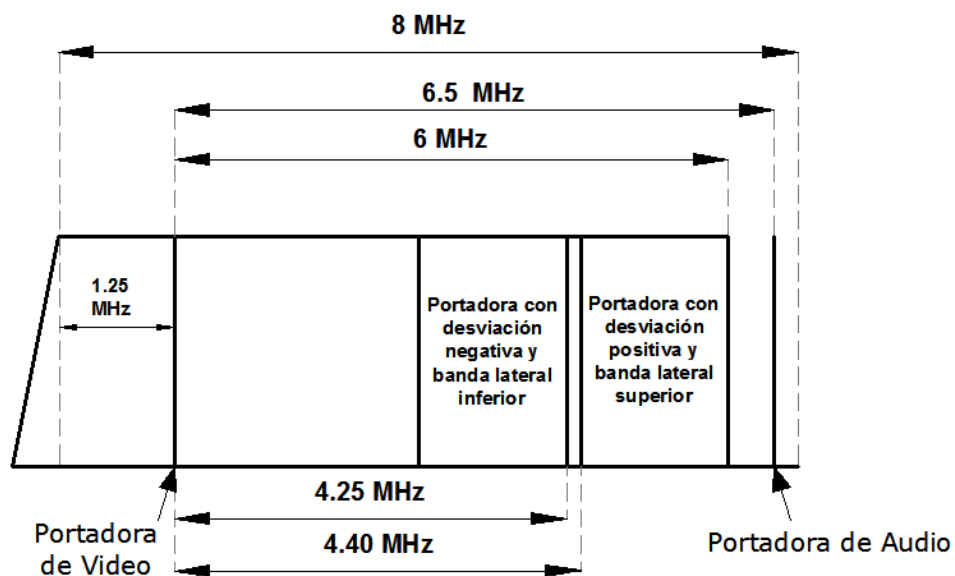 8 MHz
6.5 MHz
6 MHz
1.25
MHz
Portadora con
desviación
negativa y
banda lateral
inferior
Portadora con
desviación
positiva y
banda lateral
superior
4.25 MHz
4.40 MHz
Portadora
de Video
Portadora de Audio